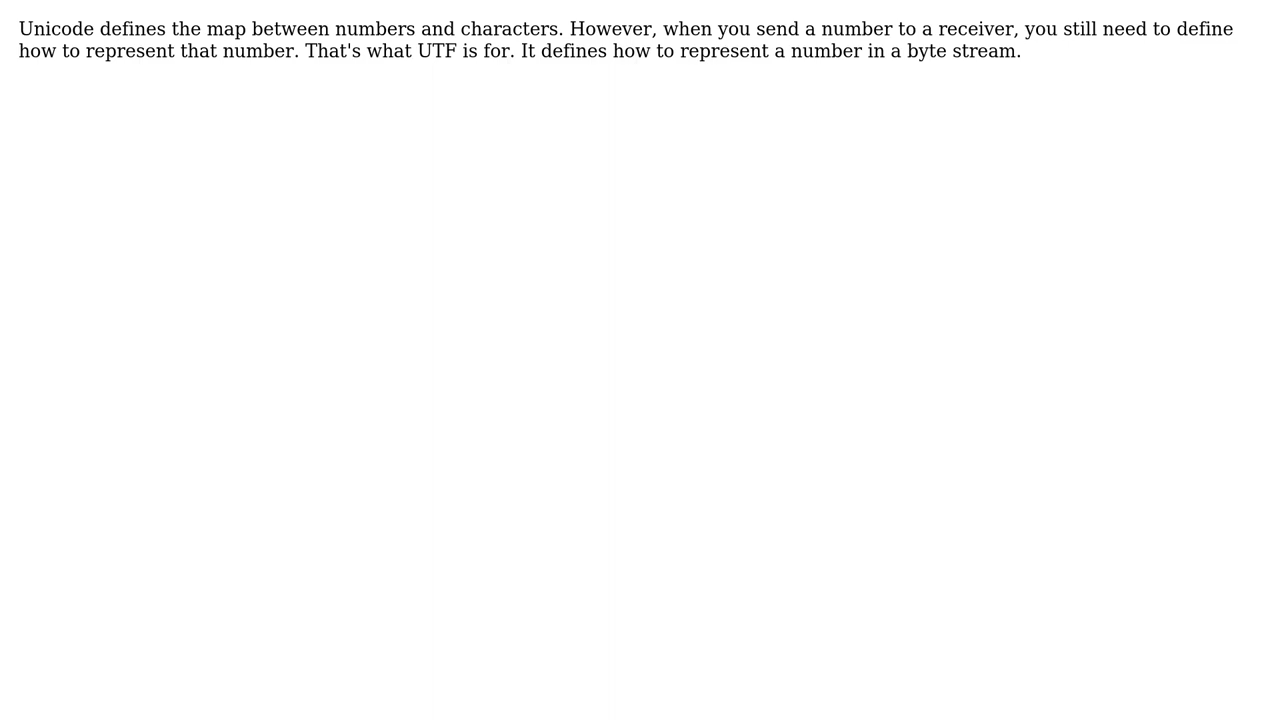 Unicode defines the map between numbers and characters. However, when you send a number to a receiver, you still need to define
how to represent that number. That's what UTF is for. It defines how to represent a number in a byte stream.